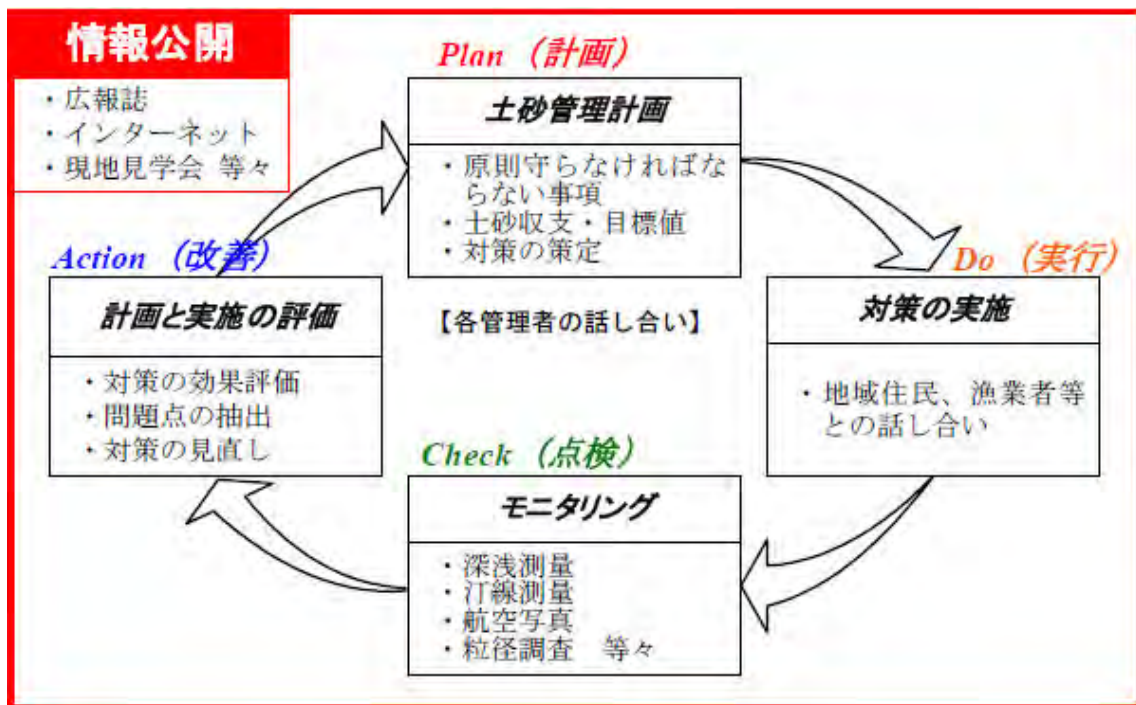 情報公開
・広報誌
・インターネット
・現地見学会 等々
Plan（計画）
土砂管理計画
・原則守らなければな
らない事項
・土砂収支・目標値
・対策の策定
Do（実行）
対策の実施
・地域住民、漁業者等
との話し合い
【各管理者の話し合い】
Check（点検）
モニタリング
・深浅測量
・汀線測量
・航空写真
・粒径調査 等々
Action（改善）
計画と実施の評価
・対策の効果評価
・問題点の抽出
・対策の見直し